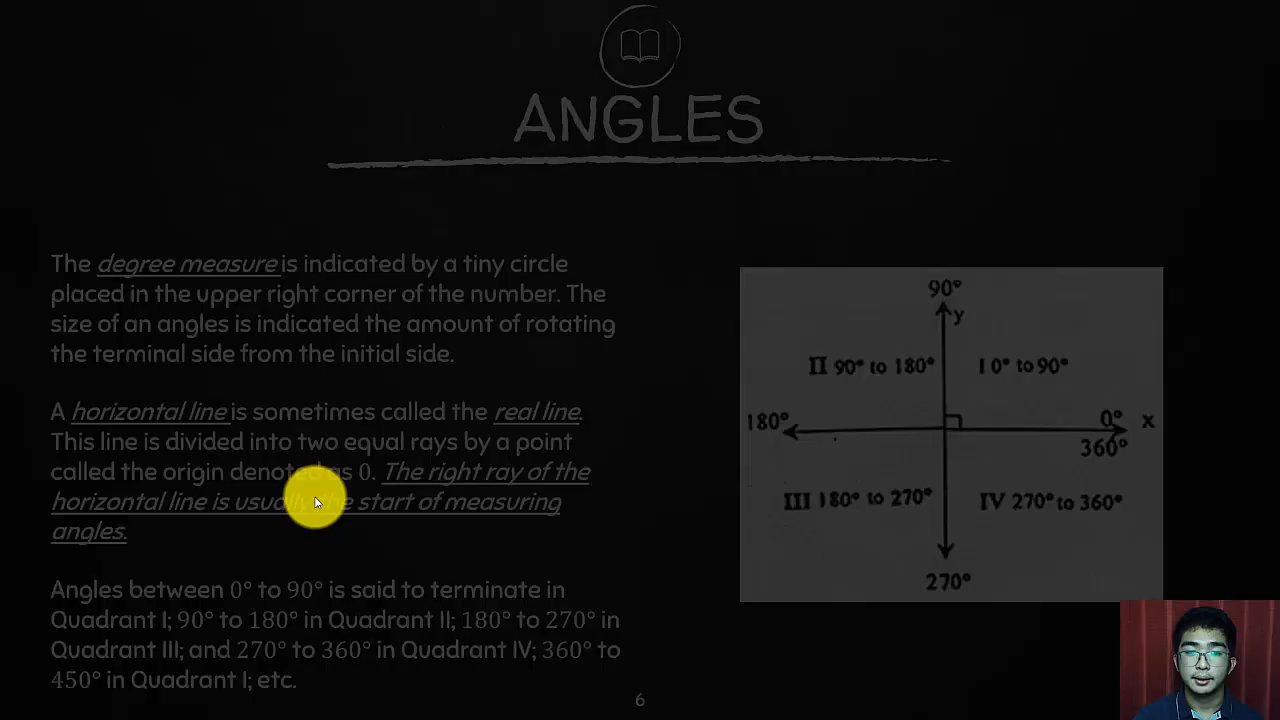 ANGLES
The degree measure is indicated by a tiny circle
placed in the upper right corner of the number. The
size of an angles is indicated the amount of rotating
the terminal side from the initial side.
A horizontal line is sometimes called the real line.
This line is divided into two equal rays by a point
called the origin denoted as 0. The right ray of the
horizontal line is usually the start of measuring
angles.
Angles between 0° to 90° is said to terminate in
Quadrant I; 90° to 180° in Quadrant II; 180° to 270° in
Quadrant III; and 270° to 360° in Quadrant IV; 360° to
450° in Quadrant I; etc.
90°
y
II 90° to 180°
I 0° to 90°
180°
0°
x
360°
III 180° to 270°
IV 270° to 360°
270°
6